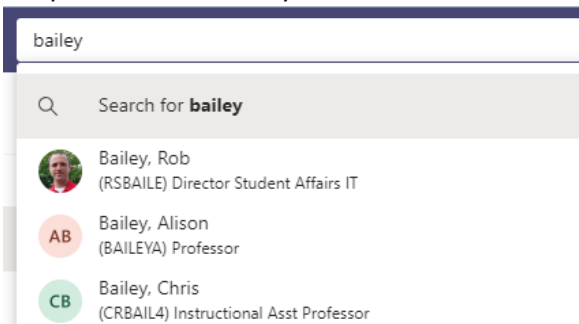 bailey
Search for bailey
Bailey, Rob
(RSBAILE) Director Student Affairs IT
AB
Bailey, Alison
(BAILEYA) Professor
CB
Bailey, Chris
(CRBAIL4) Instructional Asst Professor